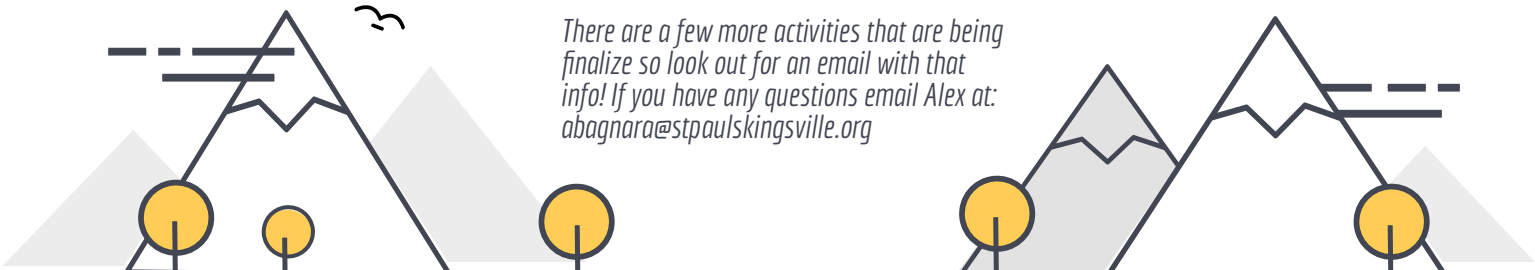 There are a few more activities that are being
finalize so look out for an email with that
info! If you have any questions email Alex at:
abagnara@stpaulskingsville.org